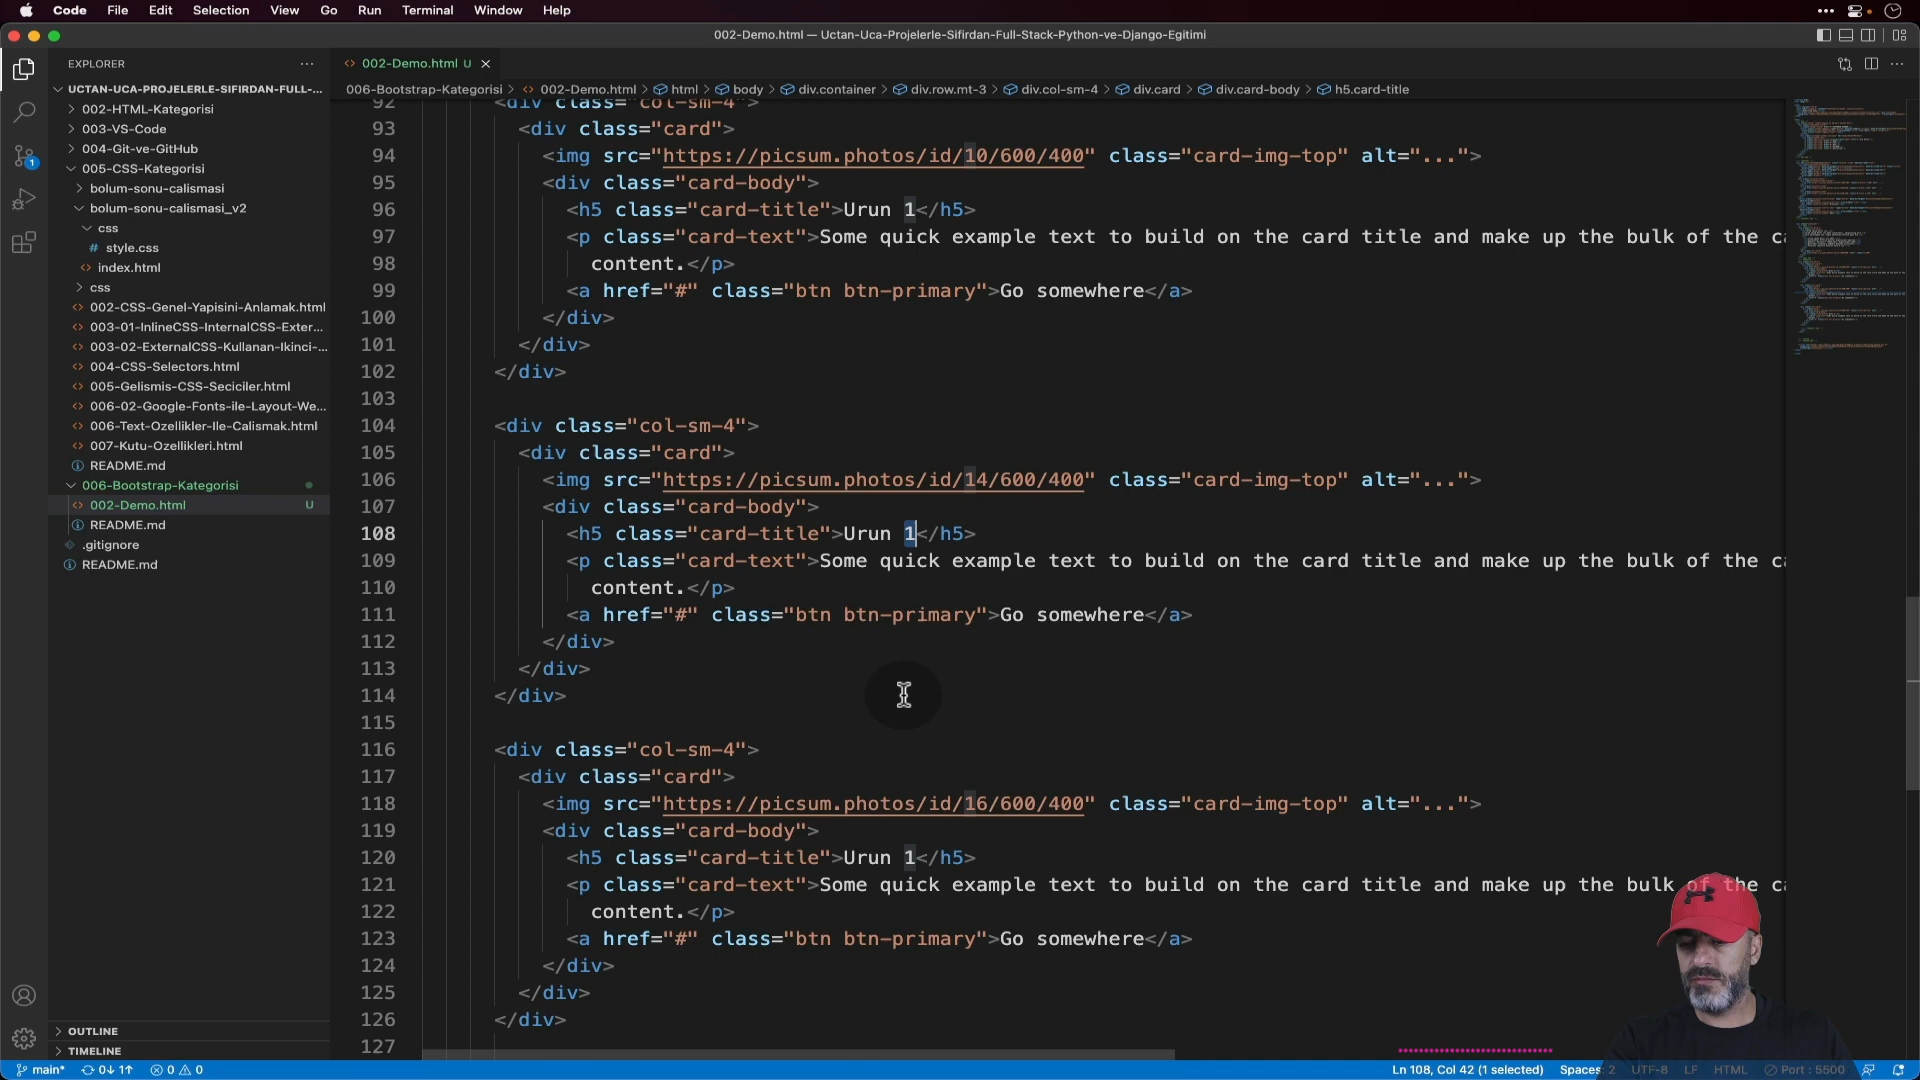 Code File Edit Selection View Go Run Terminal Window Help
002-Demo.html — Uctan-Uca-Projelerle-Sifirdan-Full-Stack-Python-ve-Django-Egitimi
EXPLORER
002-Demo.html U
UCTAN-UCA-PROJELERLE-SIFIRDAN-FULL-...
006-Bootstrap-Kategorisi > 002-Demo.html > html > body > div.container > div.row.mt-3 > div.col-sm-4 > div.card > div.card-body > h5.card-title
002-HTML-Kategorisi
003-VS-Code
004-Git-ve-GitHub
005-CSS-Kategorisi
bolum-sonu-calismasi
bolum-sonu-calismasi_v2
css
# style.css
index.html
css
002-CSS-Genel-Yapisini-Anlamak.html
003-01-InlineCSS-InternalCSS-Exter...
003-02-ExternalCSS-Kullanan-Ikinci-...
004-CSS-Selectors.html
005-Gelismis-CSS-Seciciler.html
006-02-Google-Fonts-ile-Layout-We...
006-Text-Ozellikler-Ile-Calismak.html
007-Kutu-Ozellikleri.html
README.md
006-Bootstrap-Kategorisi
002-Demo.html U
README.md
.gitignore
README.md
OUTLINE
TIMELINE
92 <div class="col-sm-4">
93 <div class="card">
94 <img src="https://picsum.photos/id/10/600/400" class="card-img-top" alt="...">
95 <div class="card-body">
96 <h5 class="card-title">Urun 1</h5>
97 <p class="card-text">Some quick example text to build on the card title and make up the bulk of the ca
98 content.</p>
99 <a href="#" class="btn btn-primary">Go somewhere</a>
100 </div>
101 </div>
102 </div>
103
104 <div class="col-sm-4">
105 <div class="card">
106 <img src="https://picsum.photos/id/14/600/400" class="card-img-top" alt="...">
107 <div class="card-body">
108 <h5 class="card-title">Urun 1</h5>
109 <p class="card-text">Some quick example text to build on the card title and make up the bulk of the ca
110 content.</p>
111 <a href="#" class="btn btn-primary">Go somewhere</a>
112 </div>
113 </div>
114 </div>
115
116 <div class="col-sm-4">
117 <div class="card">
118 <img src="https://picsum.photos/id/16/600/400" class="card-img-top" alt="...">
119 <div class="card-body">
120 <h5 class="card-title">Urun 1</h5>
121 <p class="card-text">Some quick example text to build on the card title and make up the bulk of the ca
122 content.</p>
123 <a href="#" class="btn btn-primary">Go somewhere</a>
124 </div>
125 </div>
126 </div>
127
main* 0↓ 1↑ 0 0 Ln 108, Col 42 (1 selected) Spaces: 2 UTF-8 LF HTML Port : 5500